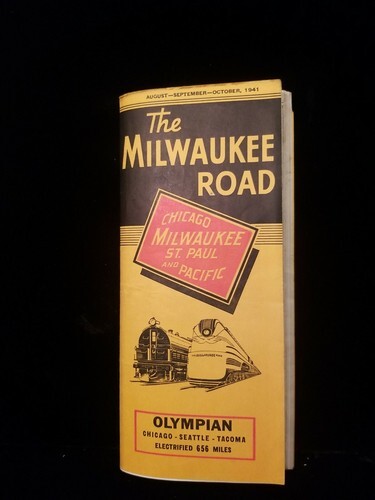 AUGUST—SEPTEMBER—OCTOBER, 1941
The
MILWAUKEE
ROAD
CHICAGO
MILWAUKEE
ST. PAUL
AND PACIFIC
OLYMPIAN
CHICAGO - SEATTLE - TACOMA
ELECTRIFIED 656 MILES